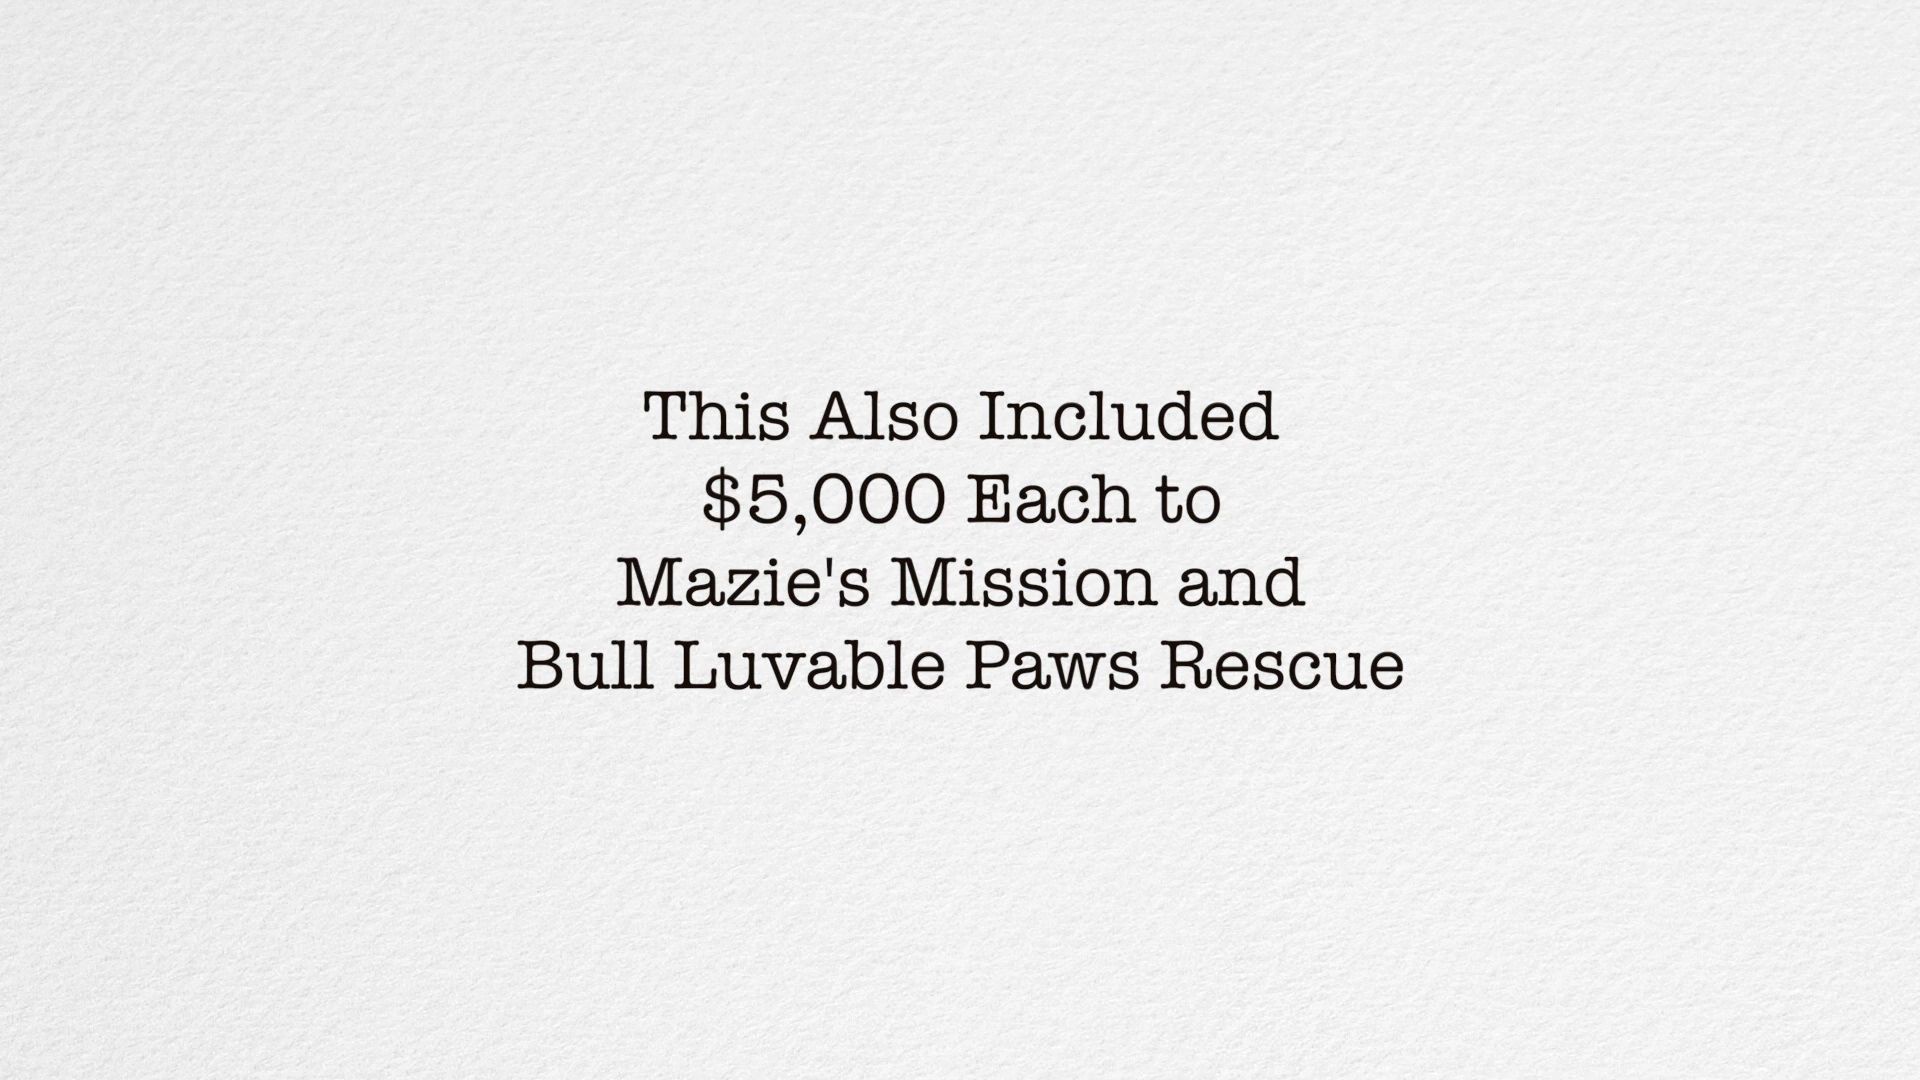 This Also Included
$5,000 Each to
Mazie's Mission and
Bull Luvable Paws Rescue